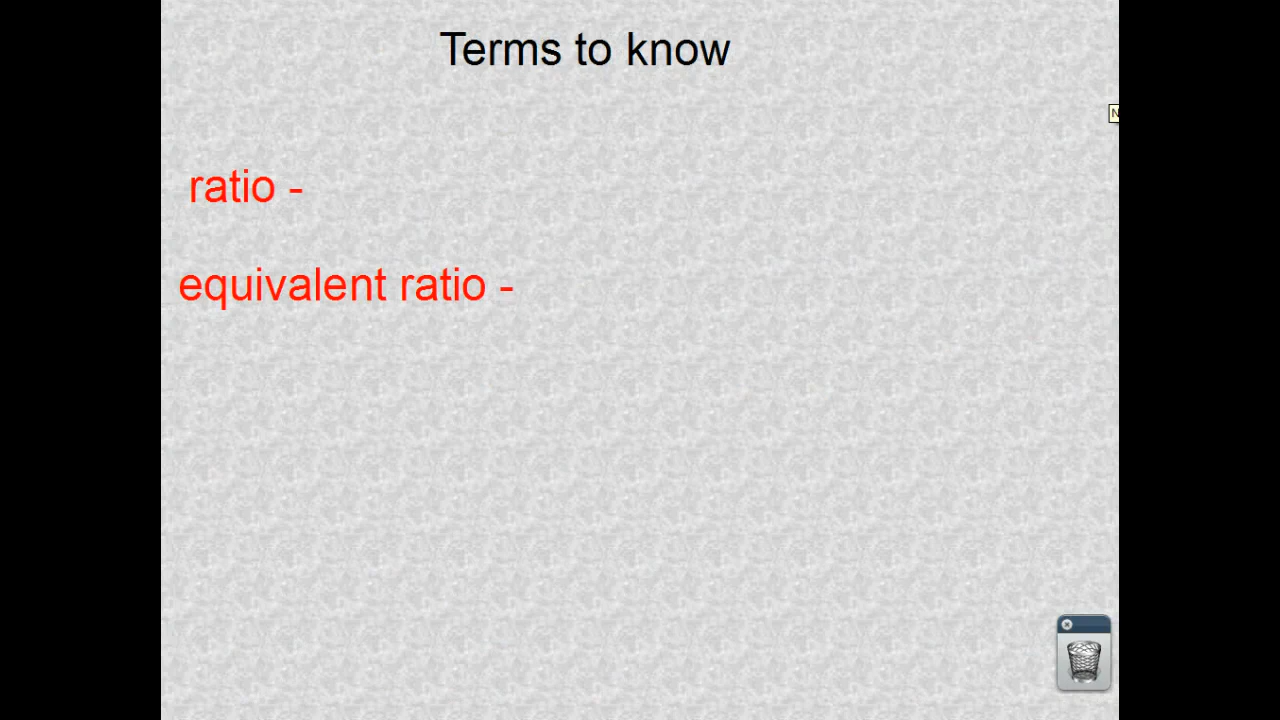 Terms to know
N
ratio -
equivalent ratio -